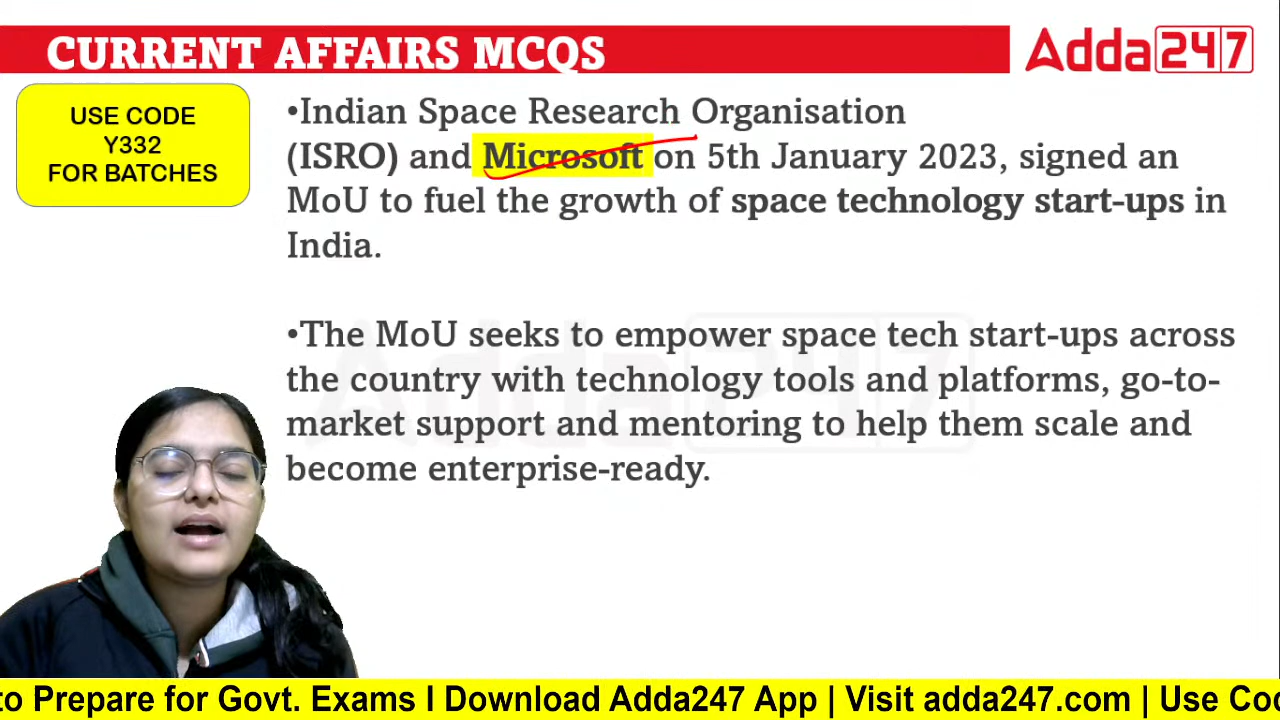 CURRENT AFFAIRS MCQS
Adda247
USE CODE
Y332
FOR BATCHES
•Indian Space Research Organisation
(ISRO) and Microsoft on 5th January 2023, signed an
MoU to fuel the growth of space technology start-ups in
India.
•The MoU seeks to empower space tech start-ups across
the country with technology tools and platforms, go-to-
market support and mentoring to help them scale and
become enterprise-ready.
Adda247
to Prepare for Govt. Exams I Download Adda247 App | Visit adda247.com | Use Co